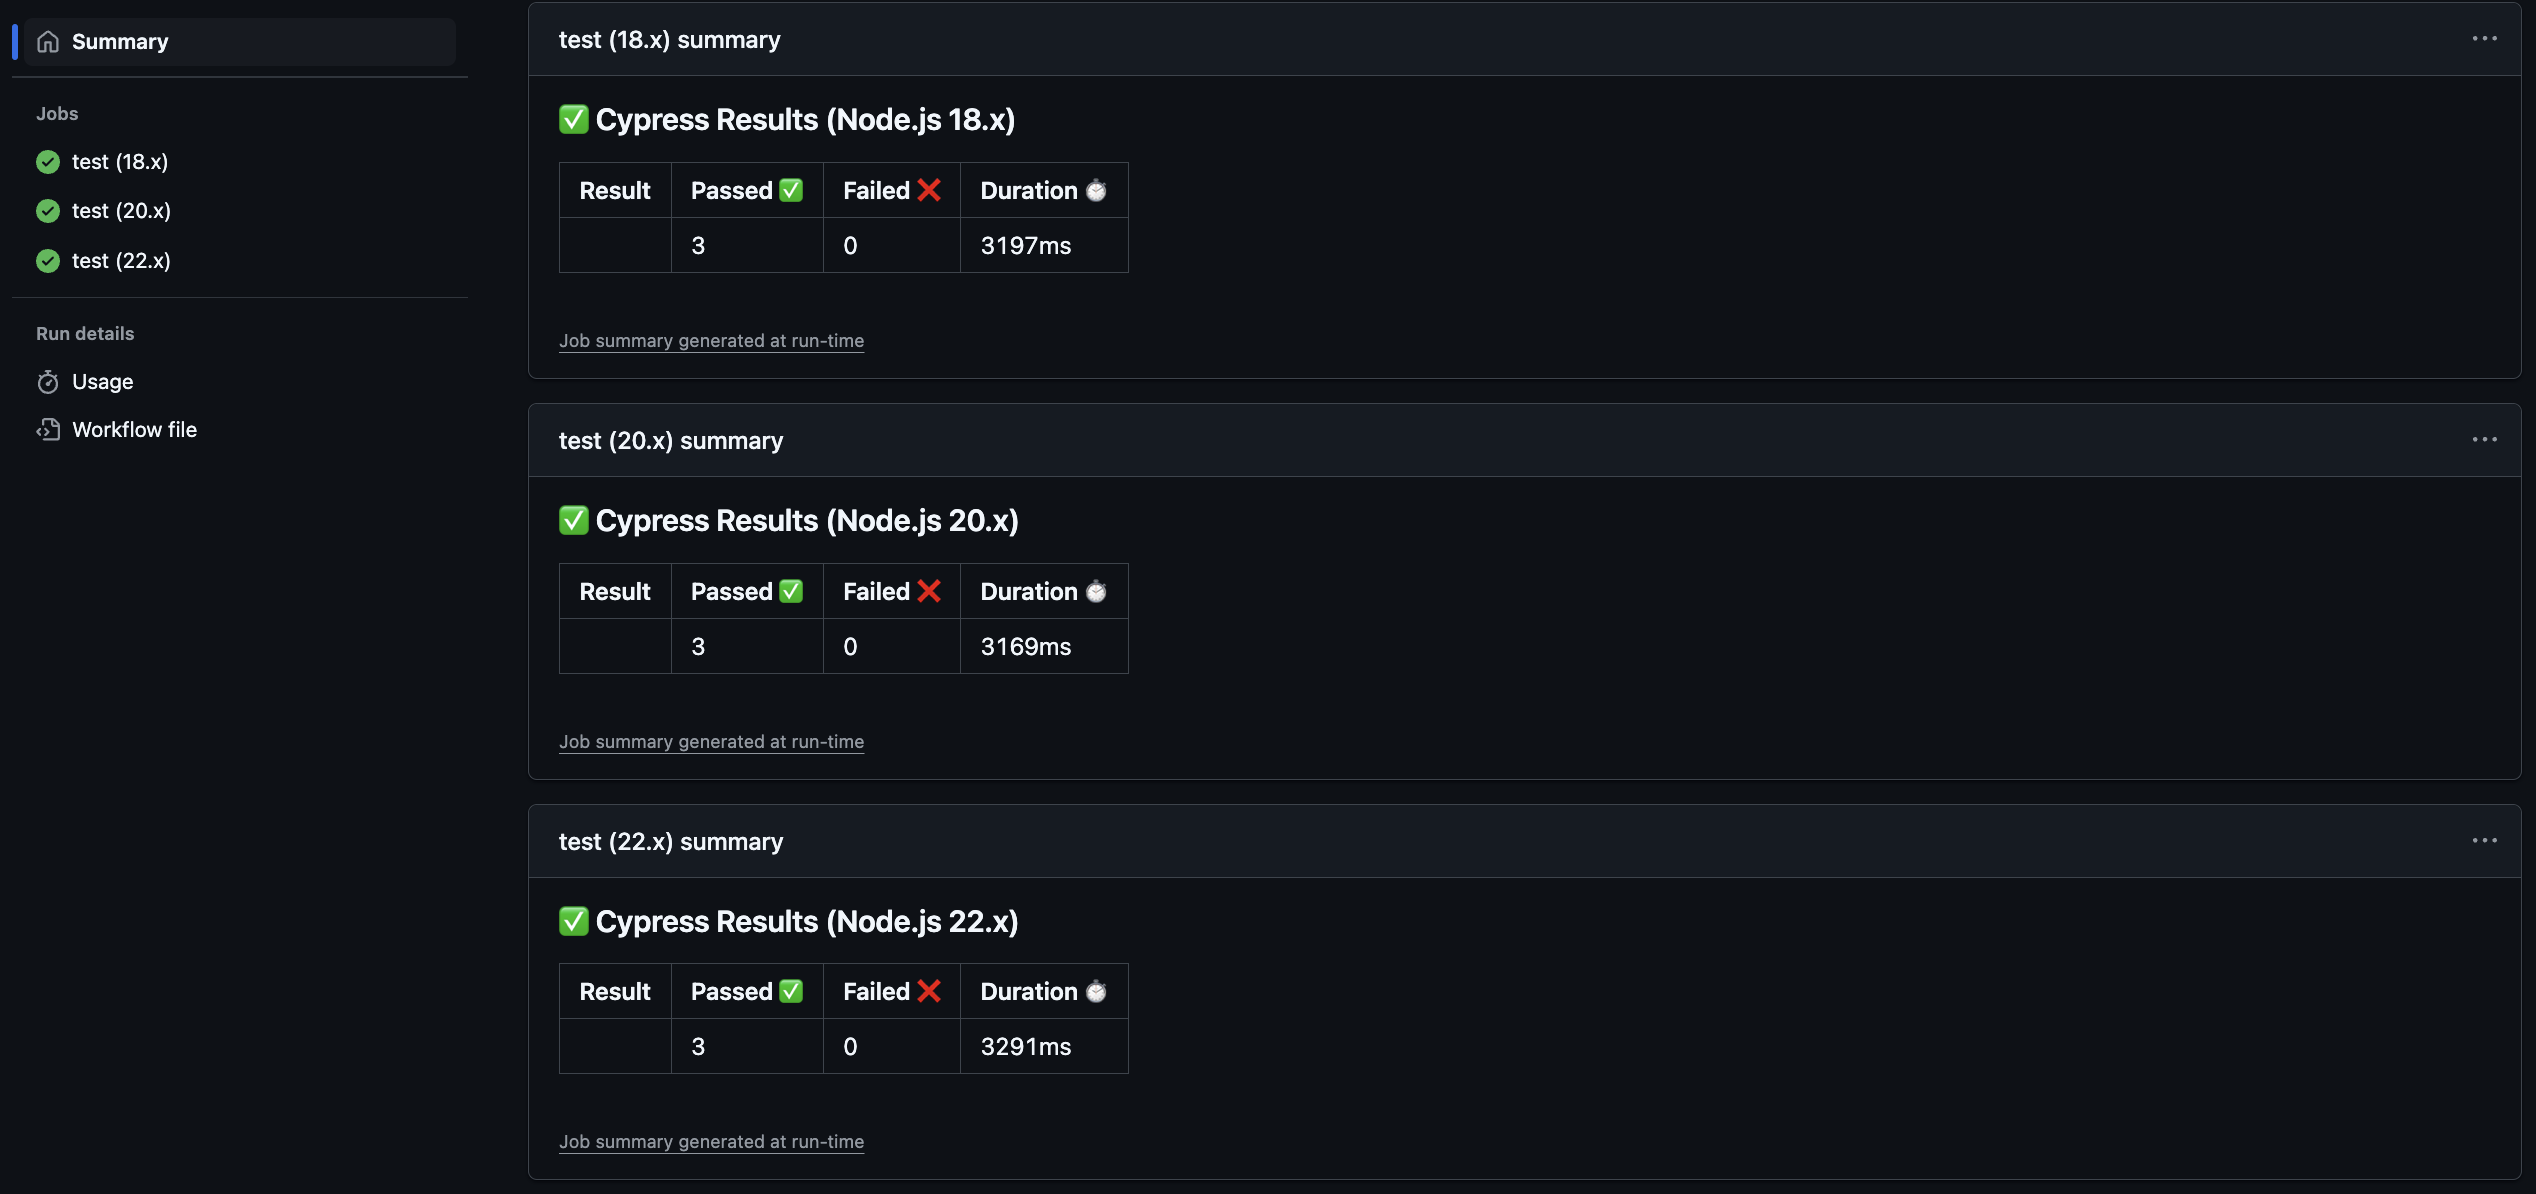 Summary
Jobs
test (18.x)
test (20.x)
test (22.x)
Run details
Usage
Workflow file
test (18.x) summary
✅ Cypress Results (Node.js 18.x)
Result Passed ✅ Failed ❌ Duration ⏱️
3 0 3197ms
Job summary generated at run-time
test (20.x) summary
✅ Cypress Results (Node.js 20.x)
Result Passed ✅ Failed ❌ Duration ⏱️
3 0 3169ms
Job summary generated at run-time
test (22.x) summary
✅ Cypress Results (Node.js 22.x)
Result Passed ✅ Failed ❌ Duration ⏱️
3 0 3291ms
Job summary generated at run-time